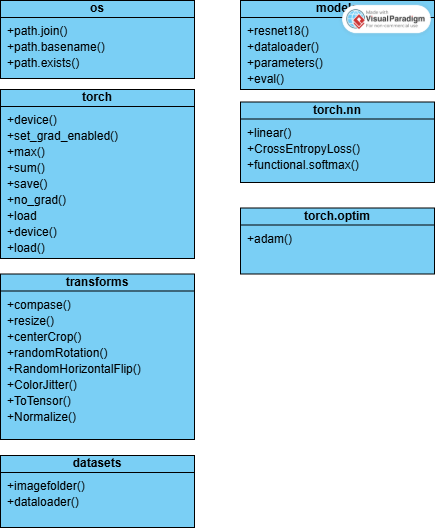 os
+path.join()
+path.basename()
+path.exists()
torch
+device()
+set_grad_enabled()
+max()
+sum()
+save()
+no_grad()
+load
+device()
+load()
transforms
+compase()
+resize()
+centerCrop()
+randomRotation()
+RandomHorizontalFlip()
+ColorJitter()
+ToTensor()
+Normalize()
datasets
+imagefolder()
+dataloader()
model
Made with
VisualParadigm
For non-commercial use
+resnet18()
+dataloader()
+parameters()
+eval()
torch.nn
+linear()
+CrossEntropyLoss()
+functional.softmax()
torch.optim
+adam()